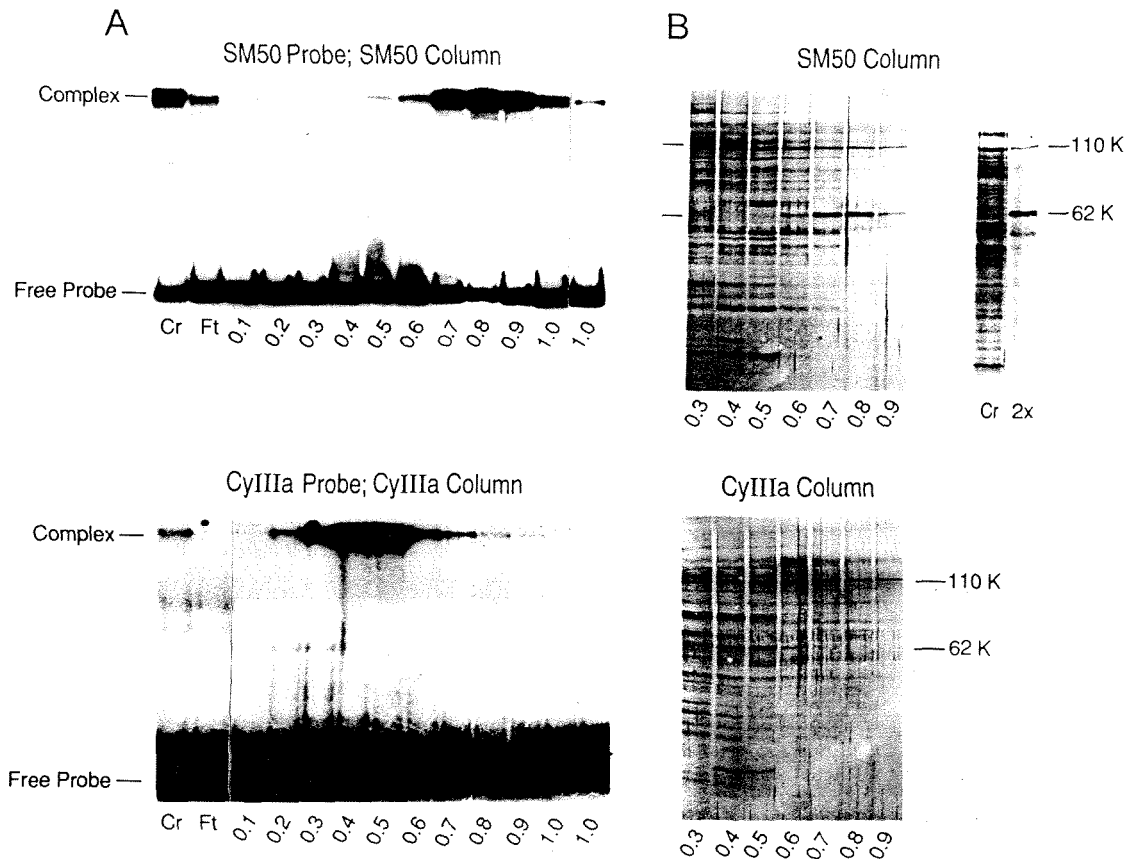 A
SM50 Probe; SM50 Column
Complex
Free Probe
Cr Ft 0.1 0.2 0.3 0.4 0.5 0.6 0.7 0.8 0.9 1.0 1.0
B
SM50 Column
110 K
62 K
0.3 0.4 0.5 0.6 0.7 0.8 0.9
Cr 2x
CyIIIa Probe; CyIIIa Column
Complex
Free Probe
Cr Ft 0.1 0.2 0.3 0.4 0.5 0.6 0.7 0.8 0.9 1.0 1.0
CyIIIa Column
110 K
62 K
0.3 0.4 0.5 0.6 0.7 0.8 0.9